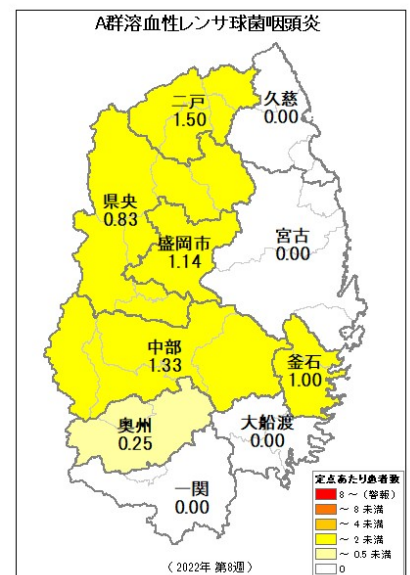 A群溶血性レンサ球菌咽頭炎
二戸
1.50
久慈
0.00
県央
0.83
盛岡市
1.14
宮古
0.00
中部
1.33
釜石
1.00
奥州
0.25
大船渡
0.00
一関
0.00
定点あたり患者数
8 ～ (警報)
～ 8 未満
～ 4 未満
～ 2 未満
～ 0.5 未満
0
(2022年 第8週)